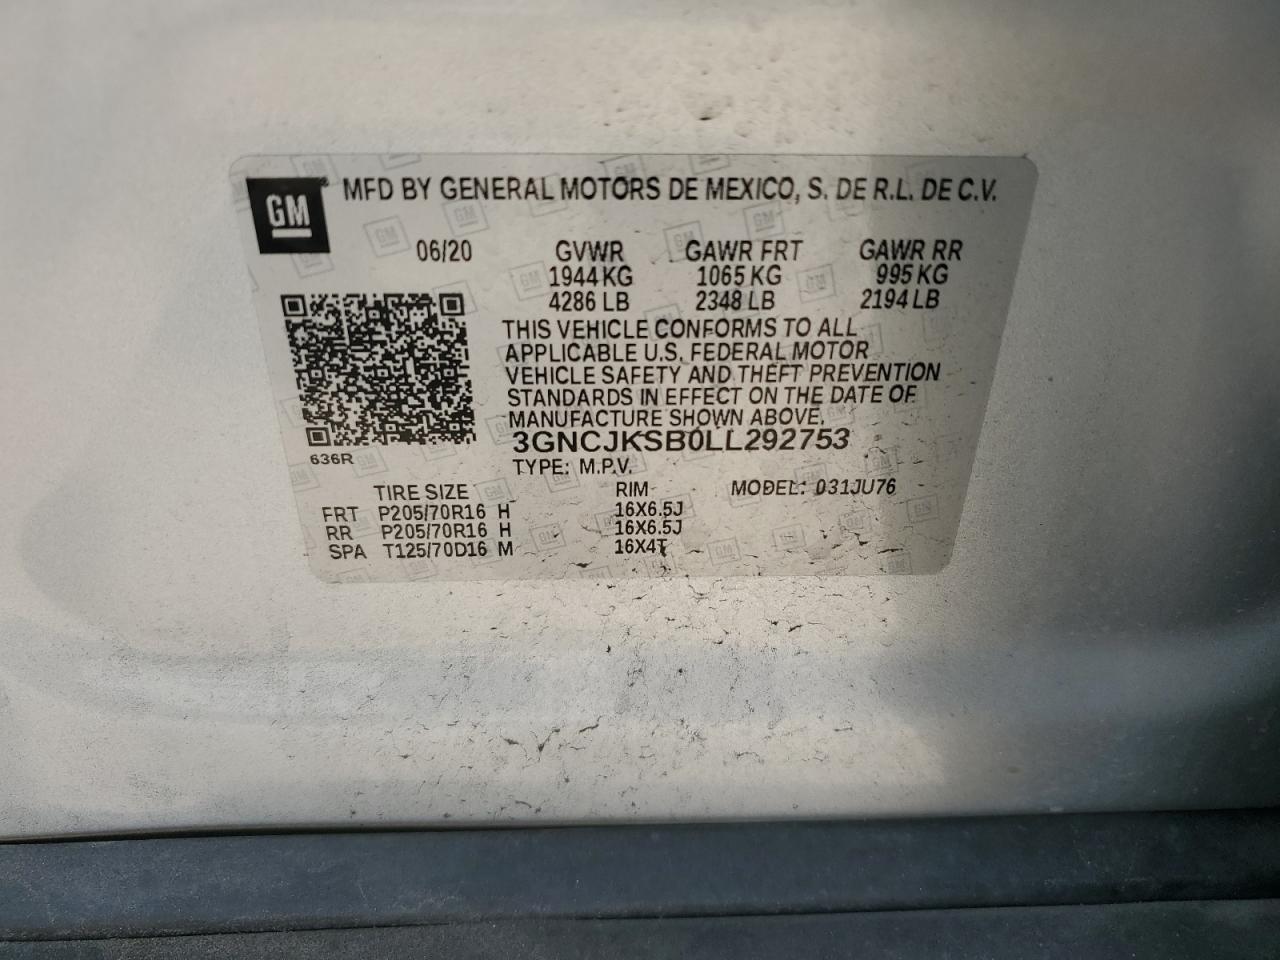 GM ® MFD BY GENERAL MOTORS DE MEXICO, S. DE R.L. DE C.V.
06/20 GVWR GAWR FRT GAWR RR
1944 KG 1065 KG 995 KG
4286 LB 2348 LB 2194 LB
THIS VEHICLE CONFORMS TO ALL
APPLICABLE U.S. FEDERAL MOTOR
VEHICLE SAFETY AND THEFT PREVENTION
STANDARDS IN EFFECT ON THE DATE OF
MANUFACTURE SHOWN ABOVE.
3GNCJKSB0LL292753
636R
TYPE: M.P.V.
TIRE SIZE RIM MODEL: 031JU76
FRT P205/70R16 H 16X6.5J
RR P205/70R16 H 16X6.5J
SPA T125/70D16 M 16X4T